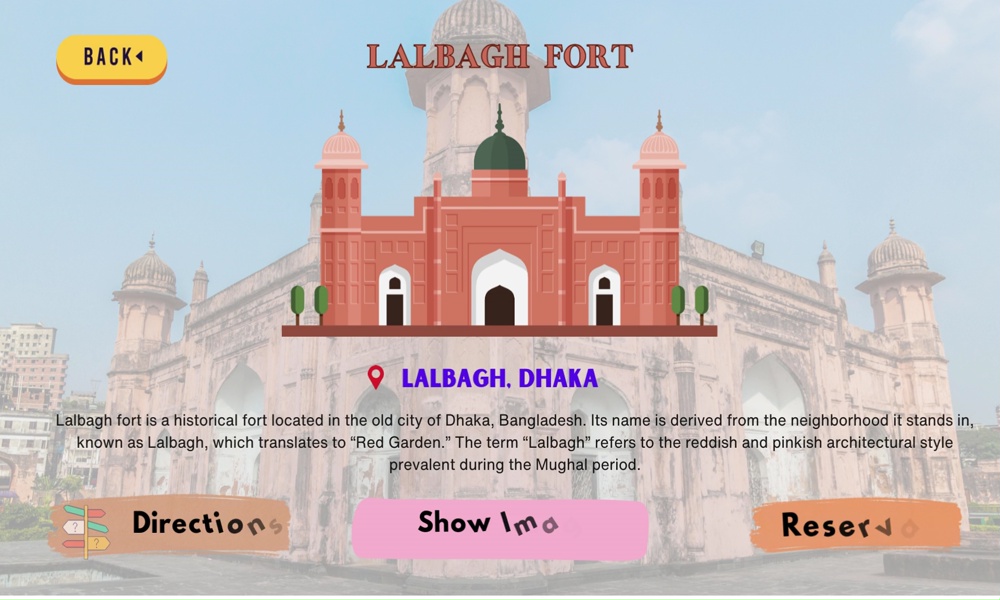 BACK
LALBAGH FORT
LALBAGH, DHAKA
Lalbagh fort is a historical fort located in the old city of Dhaka, Bangladesh. Its name is derived from the neighborhood it stands in,
known as Lalbagh, which translates to “Red Garden.” The term “Lalbagh” refers to the reddish and pinkish architectural style
prevalent during the Mughal period.
? ?
Directions Show Ima Reservo